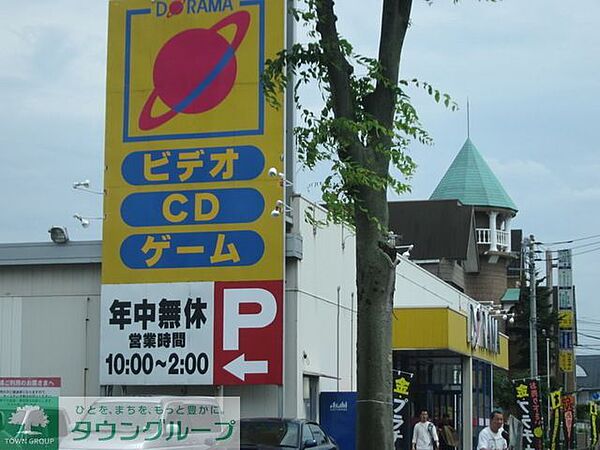 DORAMA
ビデオ
CD
ゲーム
年中無休
営業時間
10:00~2:00
P
DORAMA
TOWN GROUP
ひとを、まちを、もっと豊かに。
タウングループ